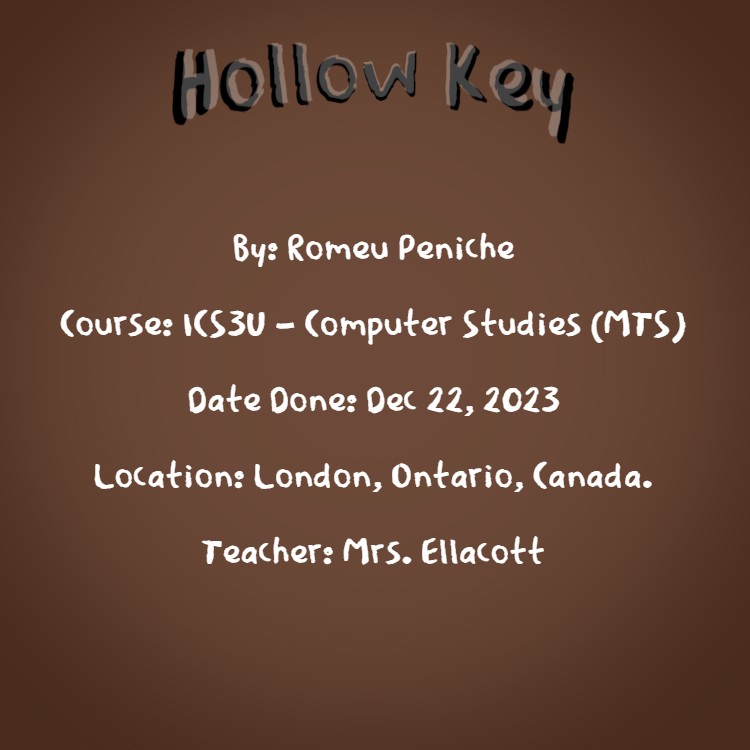 Hollow Key
By: Romeu Peniche
Course: ICS3U - Computer Studies (MTS)
Date Done: Dec 22, 2023
Location: London, Ontario, Canada.
Teacher: Mrs. Ellacott